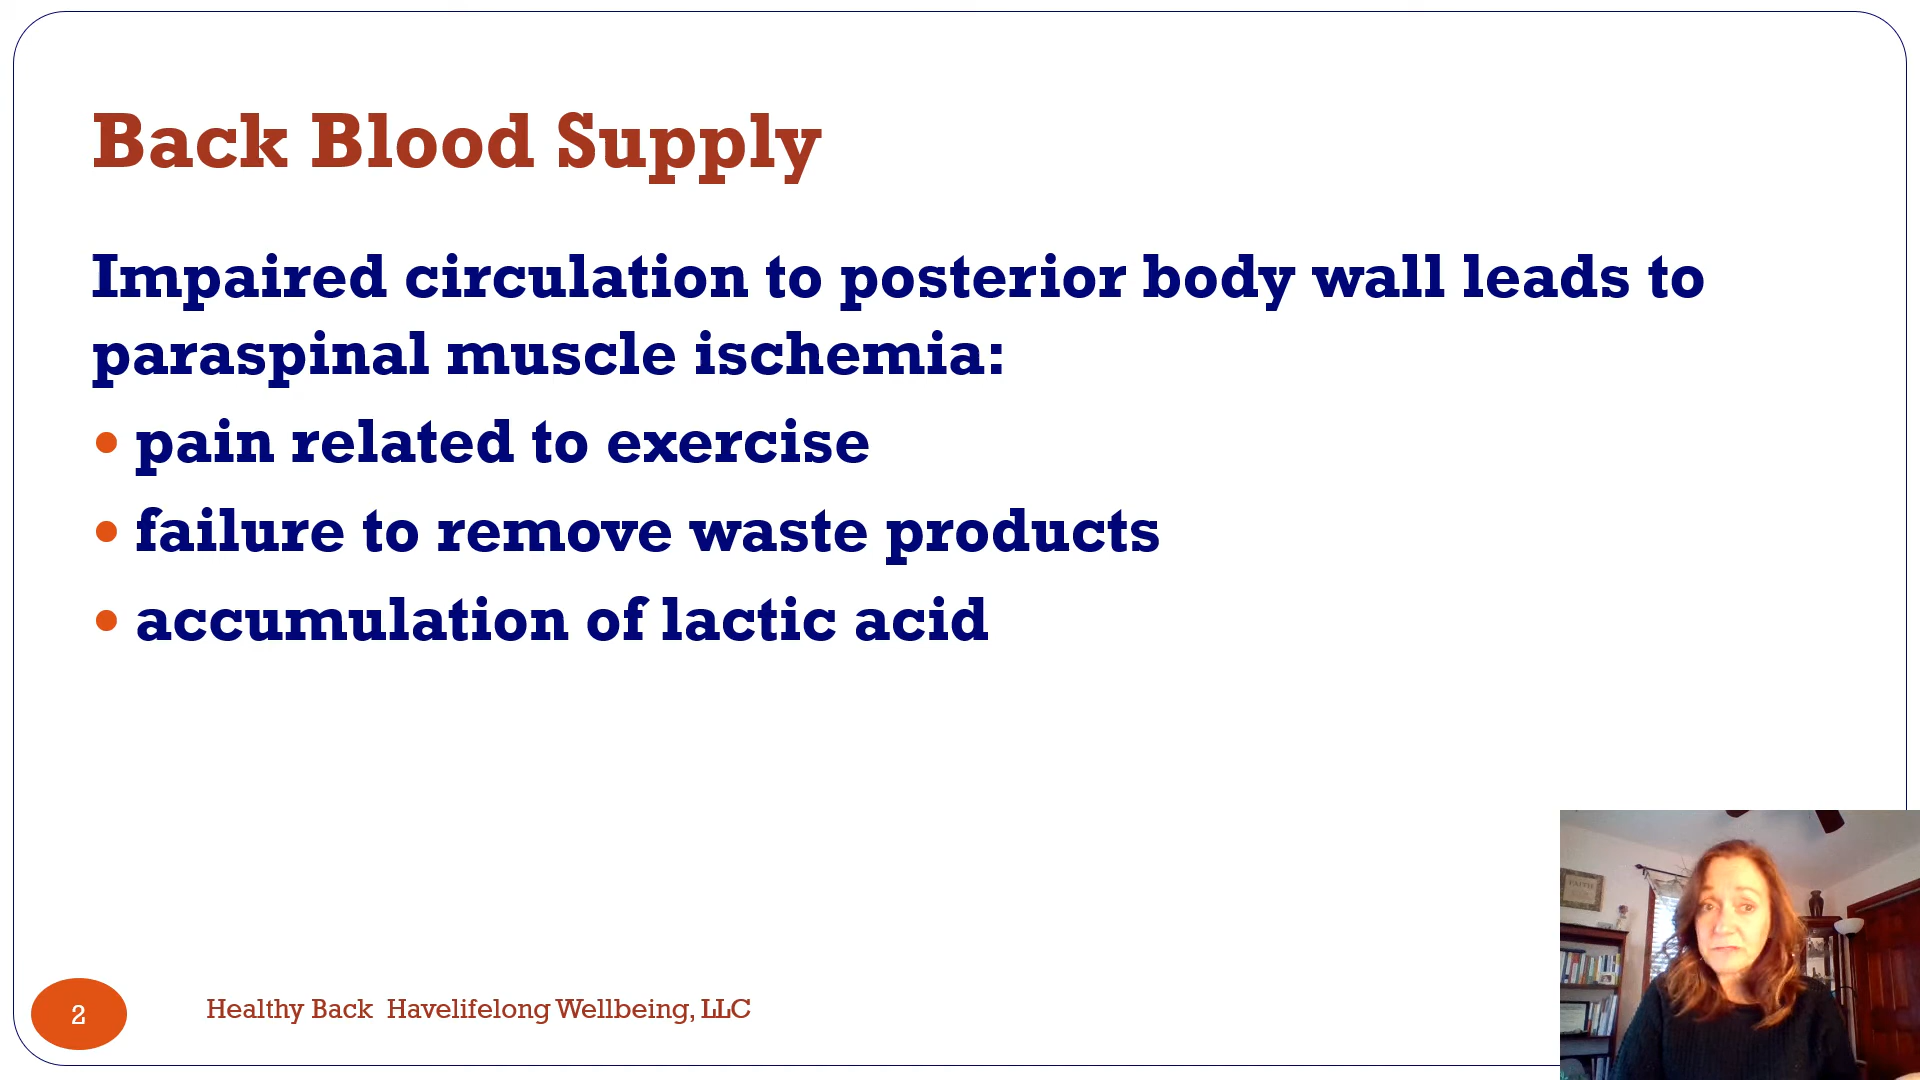 Back Blood Supply
Impaired circulation to posterior body wall leads to
paraspinal muscle ischemia:
• pain related to exercise
• failure to remove waste products
• accumulation of lactic acid
2
Healthy Back Havelifelong Wellbeing, LLC